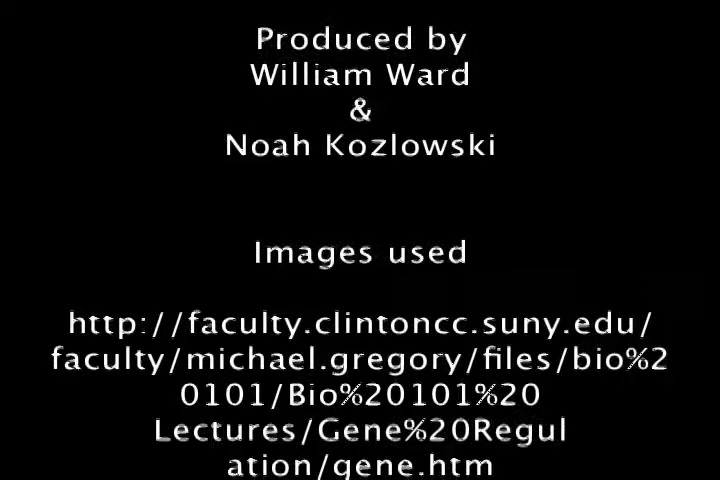 Produced by
William Ward
&
Noah Kozlowski
Images used
http://faculty.clintoncc.suny.edu/
faculty/michael.gregory/files/bio%2
0101/Bio%20101%20
Lectures/Gene%20Regul
ation/gene.htm